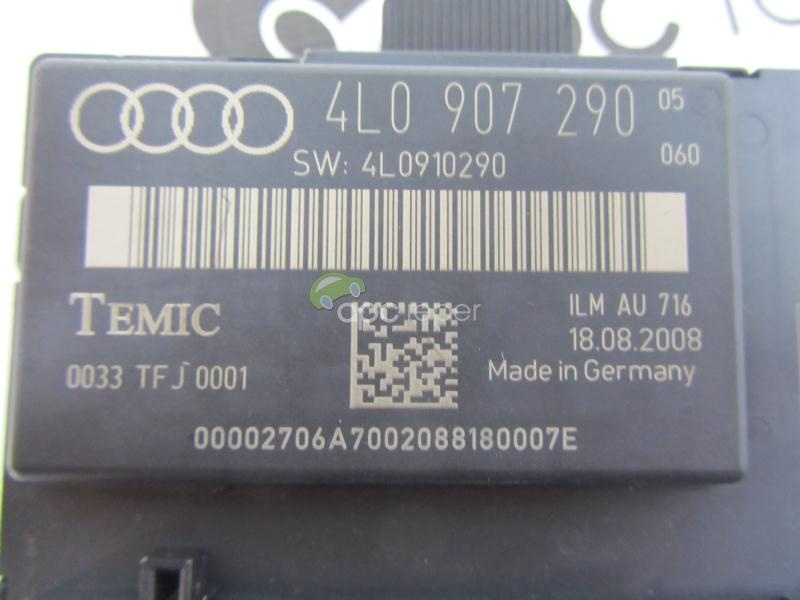 4L0 907 290 05
SW: 4L0910290 060
TEMIC
ILM AU 716
18.08.2008
0033 TFJ 0001
Made in Germany
00002706A7002088180007E